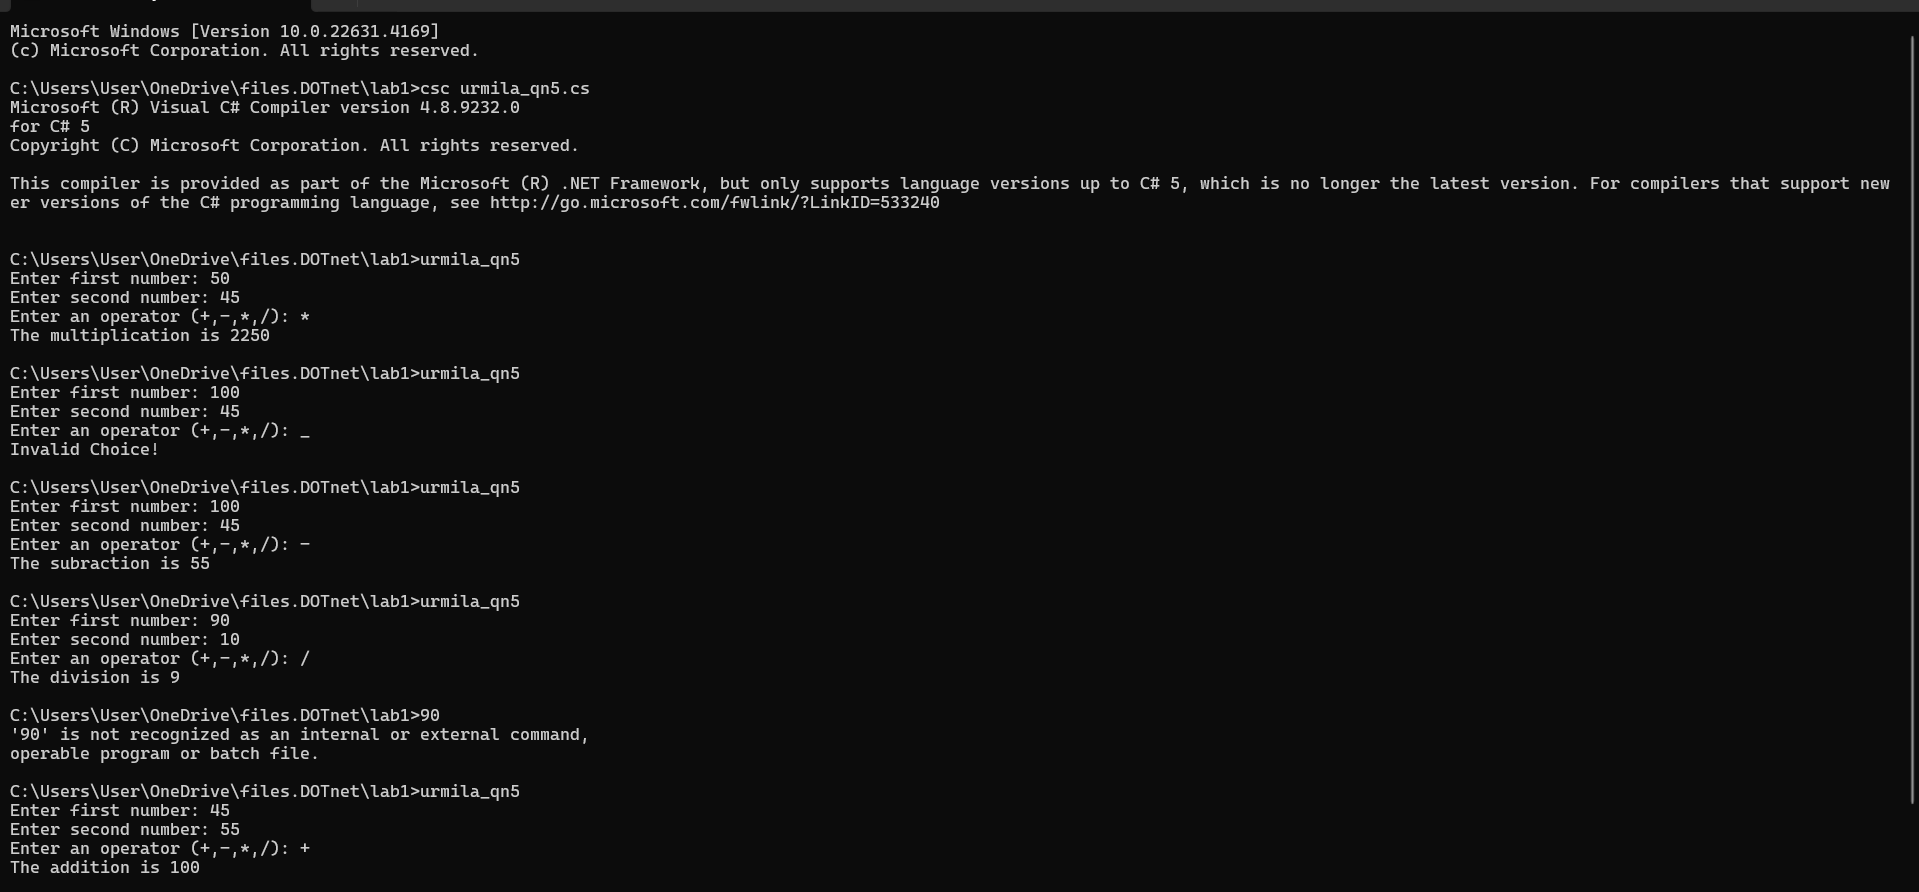 Microsoft Windows [Version 10.0.22631.4169]
(c) Microsoft Corporation. All rights reserved.
C:\Users\User\OneDrive\files.DOTnet\lab1>csc urmila_qn5.cs
Microsoft (R) Visual C# Compiler version 4.8.9232.0
for C# 5
Copyright (C) Microsoft Corporation. All rights reserved.
This compiler is provided as part of the Microsoft (R) .NET Framework, but only supports language versions up to C# 5, which is no longer the latest version. For compilers that support new
er versions of the C# programming language, see http://go.microsoft.com/fwlink/?LinkID=533240
C:\Users\User\OneDrive\files.DOTnet\lab1>urmila_qn5
Enter first number: 50
Enter second number: 45
Enter an operator (+,-,*,/): *
The multiplication is 2250
C:\Users\User\OneDrive\files.DOTnet\lab1>urmila_qn5
Enter first number: 100
Enter second number: 45
Enter an operator (+,-,*,/): _
Invalid Choice!
C:\Users\User\OneDrive\files.DOTnet\lab1>urmila_qn5
Enter first number: 100
Enter second number: 45
Enter an operator (+,-,*,/): -
The subraction is 55
C:\Users\User\OneDrive\files.DOTnet\lab1>urmila_qn5
Enter first number: 90
Enter second number: 10
Enter an operator (+,-,*,/): /
The division is 9
C:\Users\User\OneDrive\files.DOTnet\lab1>90
'90' is not recognized as an internal or external command,
operable program or batch file.
C:\Users\User\OneDrive\files.DOTnet\lab1>urmila_qn5
Enter first number: 45
Enter second number: 55
Enter an operator (+,-,*,/): +
The addition is 100